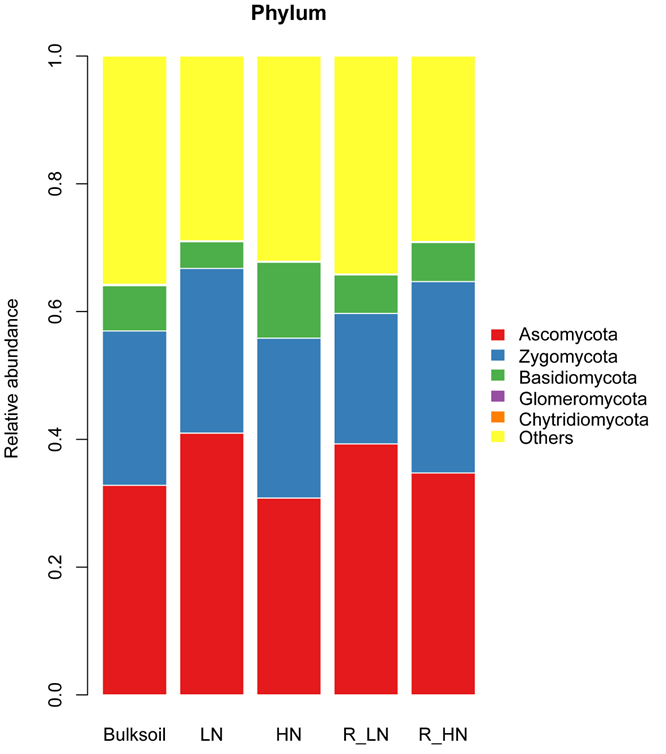 Phylum
1.0
0.8
0.6
0.4
0.2
0.0
Relative abundance
Ascomycota
Zygomycota
Basidiomycota
Glomeromycota
Chytridiomycota
Others
Bulksoil LN HN R_LN R_HN